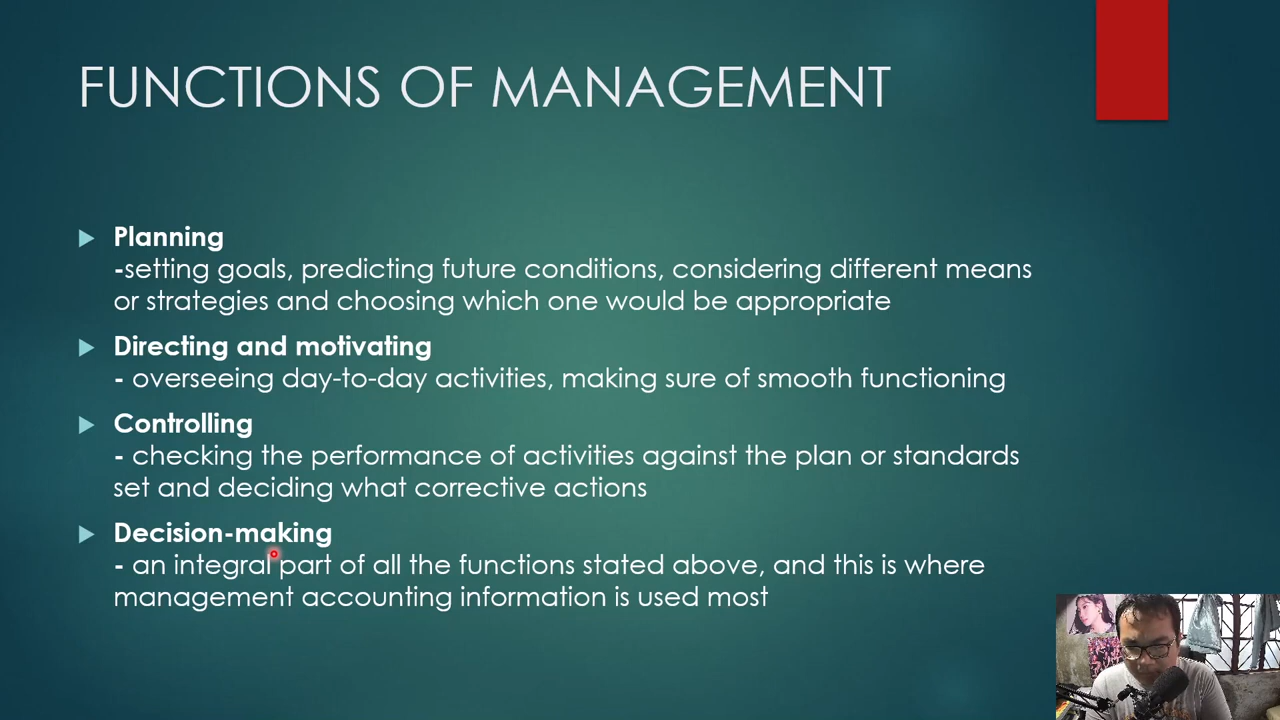 FUNCTIONS OF MANAGEMENT
Planning
-setting goals, predicting future conditions, considering different means
or strategies and choosing which one would be appropriate
Directing and motivating
- overseeing day-to-day activities, making sure of smooth functioning
Controlling
- checking the performance of activities against the plan or standards
set and deciding what corrective actions
Decision-making
- an integral part of all the functions stated above, and this is where
management accounting information is used most